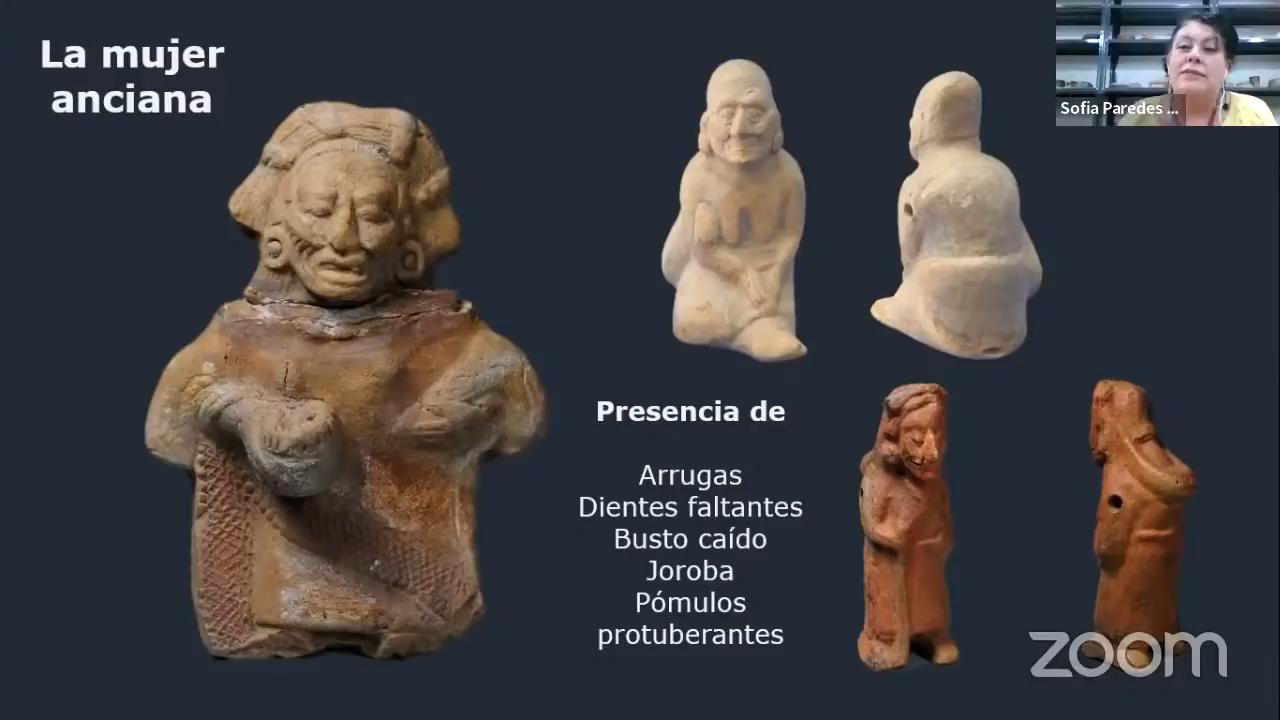 La mujer
anciana
Sofia Paredes ...
Presencia de
Arrugas
Dientes faltantes
Busto caído
Joroba
Pómulos
protuberantes
zoom